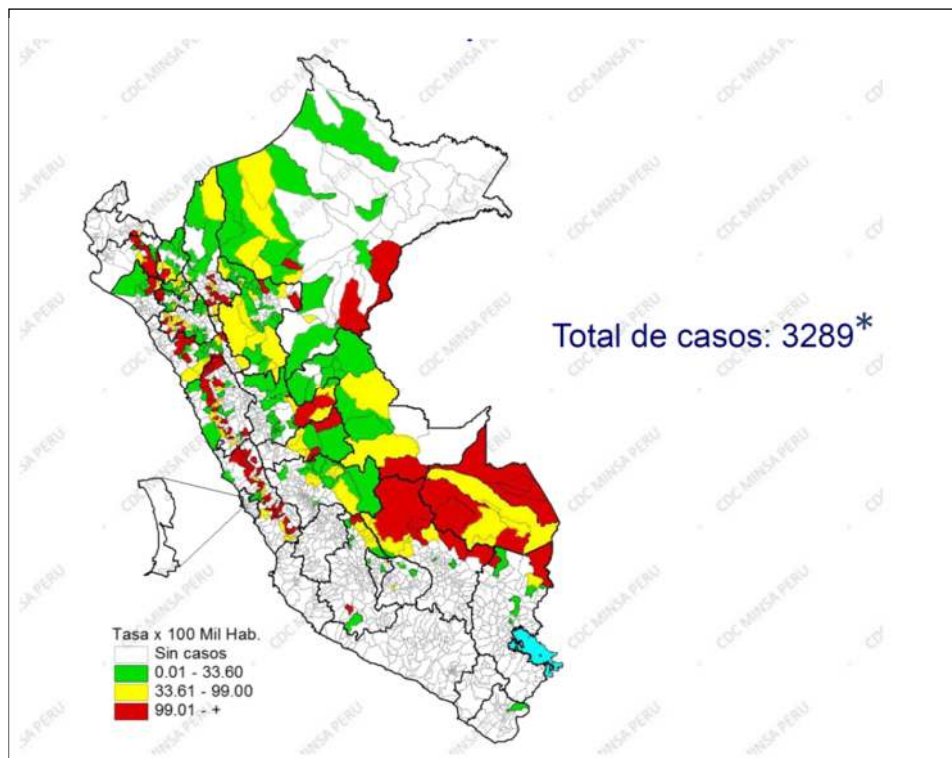 CDC MINSA PERU
Total de casos: 3289*
Tasa x 100 Mil Hab.
Sin casos
0.01 - 33.60
33.61 - 99.00
99.01 - +